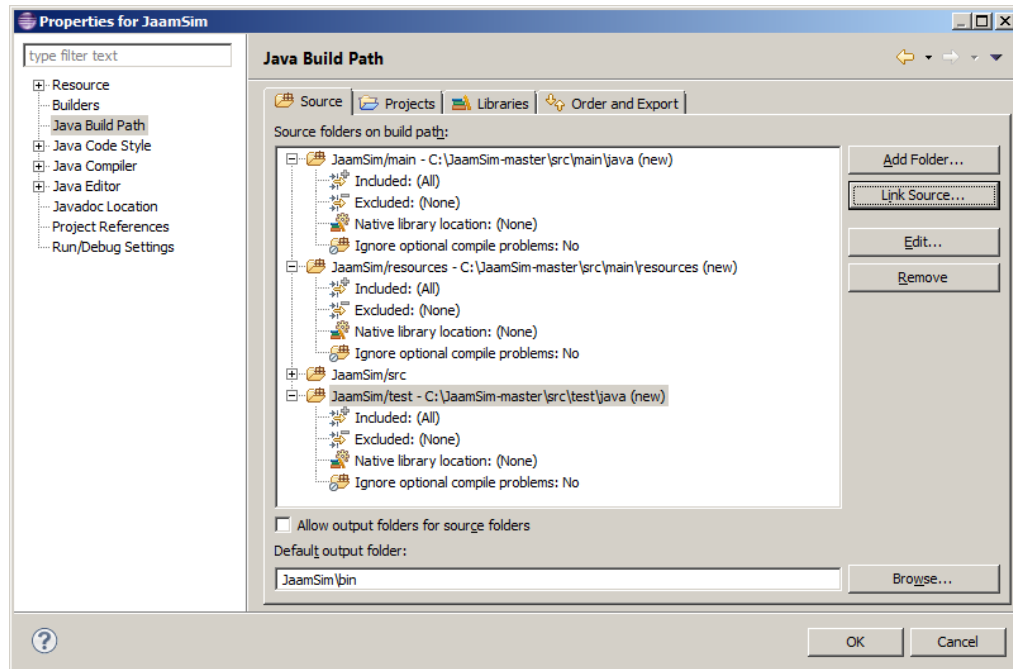 Properties for JaamSim
type filter text
Resource
Builders
Java Build Path
Java Code Style
Java Compiler
Java Editor
Javadoc Location
Project References
Run/Debug Settings
Java Build Path
Source Projects Libraries Order and Export
Source folders on build path:
JaamSim/main - C:\JaamSim-master\src\main\java (new)
Included: (All)
Excluded: (None)
Native library location: (None)
Ignore optional compile problems: No
JaamSim/resources - C:\JaamSim-master\src\main\resources (new)
Included: (All)
Excluded: (None)
Native library location: (None)
Ignore optional compile problems: No
JaamSim/src
JaamSim/test - C:\JaamSim-master\src\test\java (new)
Included: (All)
Excluded: (None)
Native library location: (None)
Ignore optional compile problems: No
Add Folder...
Link Source...
Edit...
Remove
Allow output folders for source folders
Default output folder:
JaamSim\bin
Browse...
OK Cancel